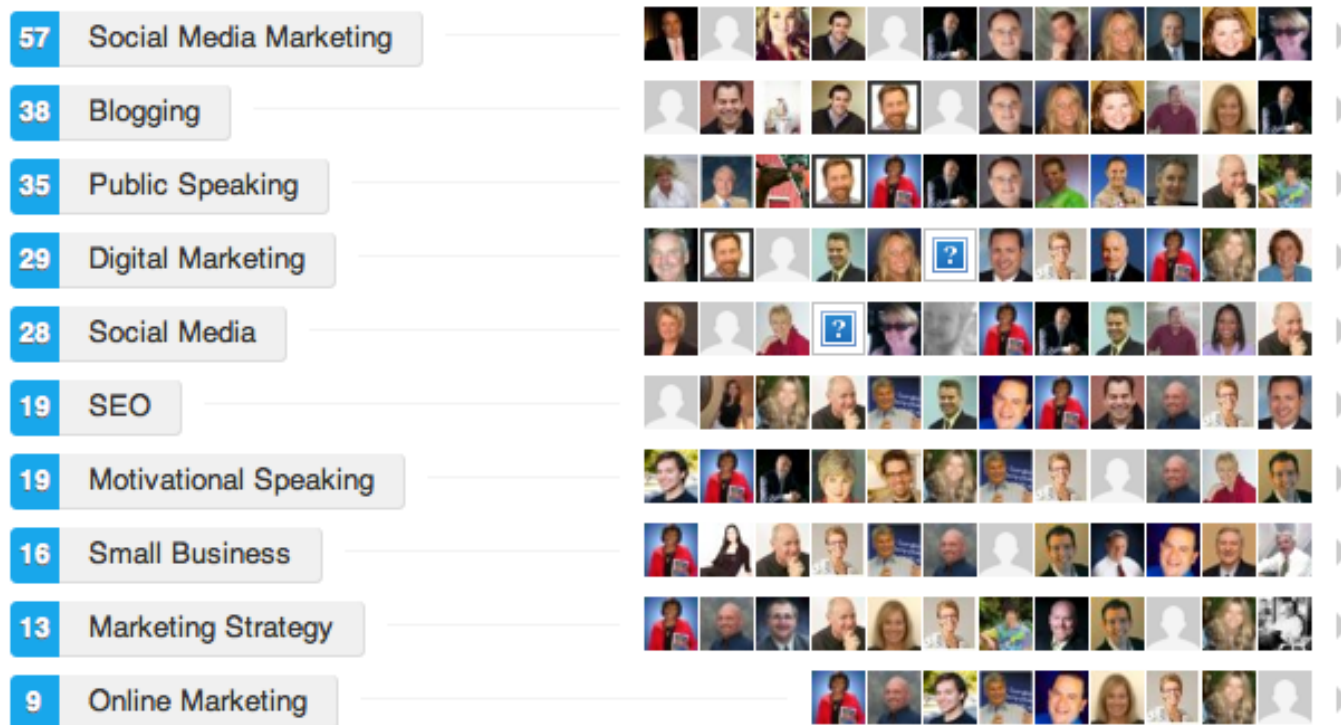 57 Social Media Marketing
38 Blogging
35 Public Speaking
29 Digital Marketing
? 
28 Social Media
?
19 SEO
19 Motivational Speaking
16 Small Business
13 Marketing Strategy
9 Online Marketing